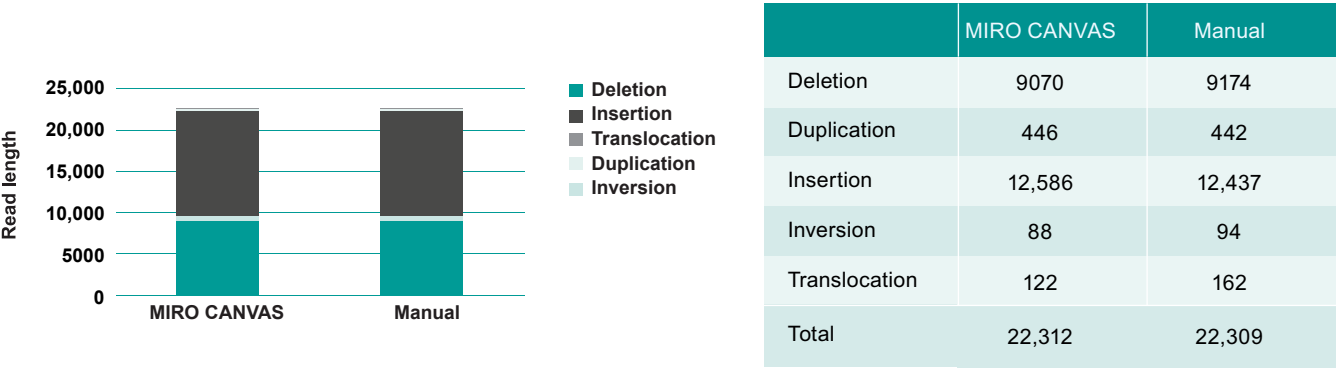 Read length
25,000
20,000
15,000
10,000
5000
0
MIRO CANVAS Manual
Deletion
Insertion
Translocation
Duplication
Inversion
MIRO CANVAS Manual
Deletion 9070 9174
Duplication 446 442
Insertion 12,586 12,437
Inversion 88 94
Translocation 122 162
Total 22,312 22,309